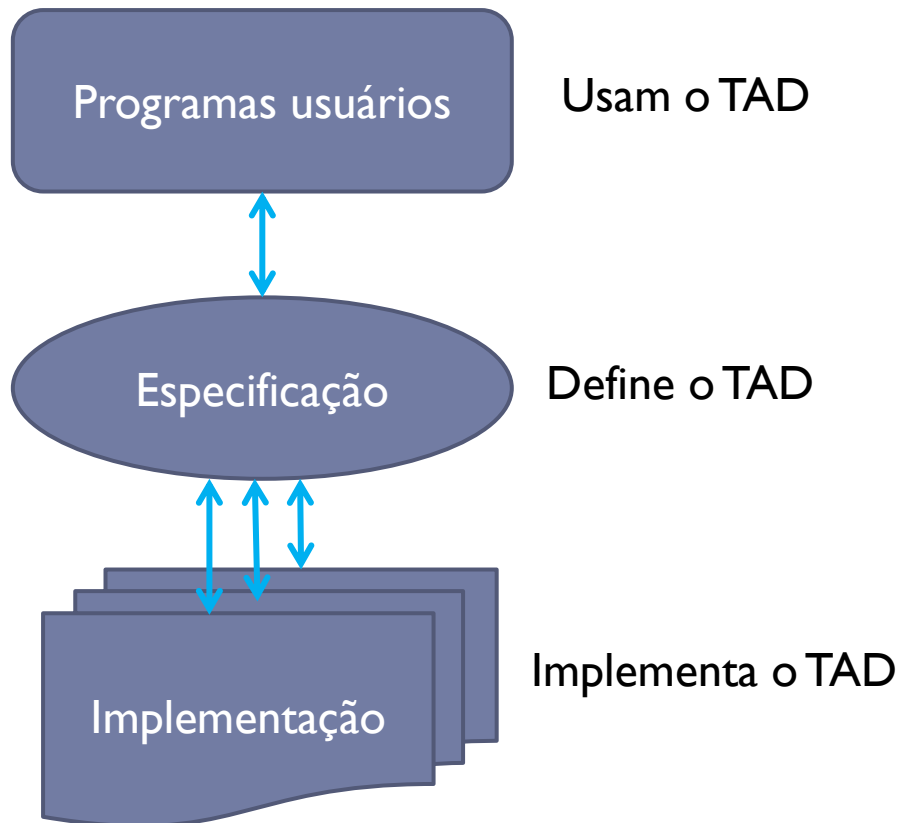 Programas usuários
Usam o TAD
Especificação
Define o TAD
Implementação
Implementa o TAD